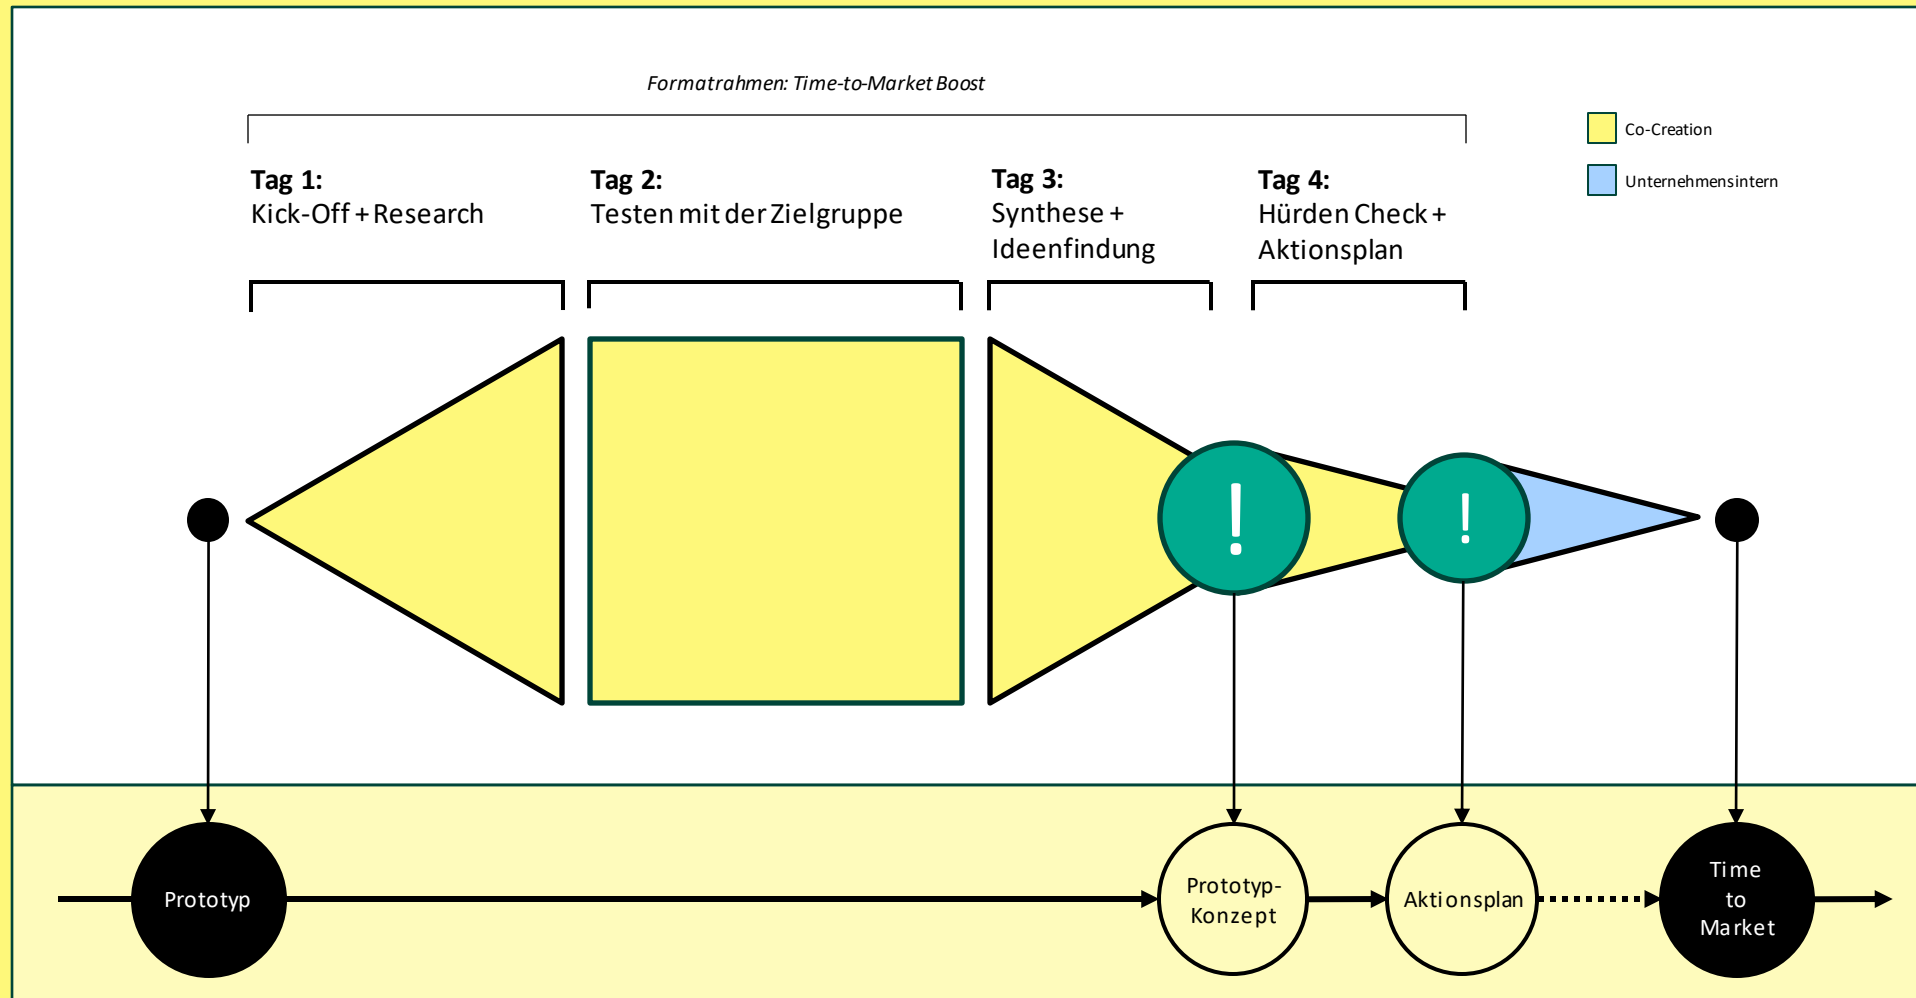 Formatrahmen: Time-to-Market Boost
Co-Creation
Unternehmensintern
Tag 1:
Kick-Off + Research
Tag 2:
Testen mit der Zielgruppe
Tag 3:
Synthese +
Ideenfindung
Tag 4:
Hürden Check +
Aktionsplan
!
!
Prototyp
Prototyp-
Konzept
Aktionsplan
Time
to
Market